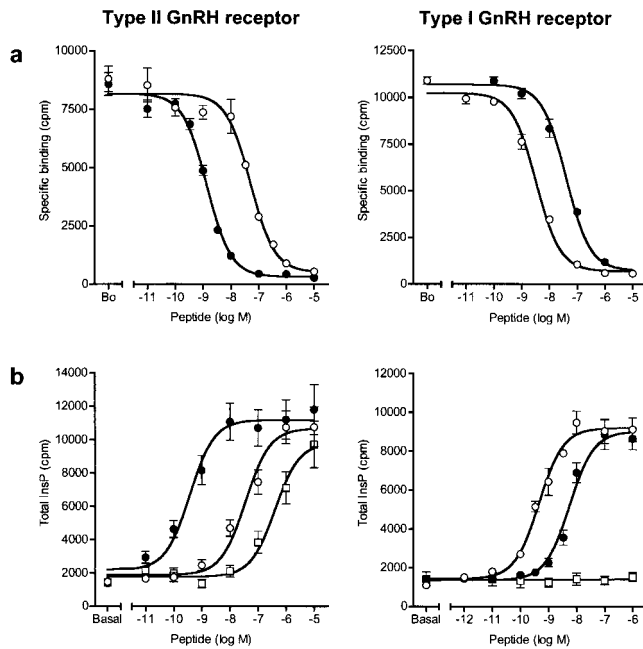 Type II GnRH receptor
Type I GnRH receptor
a
10000
7500
5000
2500
0
Specific binding (cpm)
Bo -11 -10 -9 -8 -7 -6 -5
Peptide (log M)
12500
10000
7500
5000
2500
0
Specific binding (cpm)
Bo -11 -10 -9 -8 -7 -6 -5
Peptide (log M)
b
14000
12000
10000
8000
6000
4000
2000
0
Total InsP (cpm)
Basal -11 -10 -9 -8 -7 -6 -5
Peptide (log M)
12000
10000
8000
6000
4000
2000
0
Total InsP (cpm)
Basal -12 -11 -10 -9 -8 -7 -6
Peptide (log M)